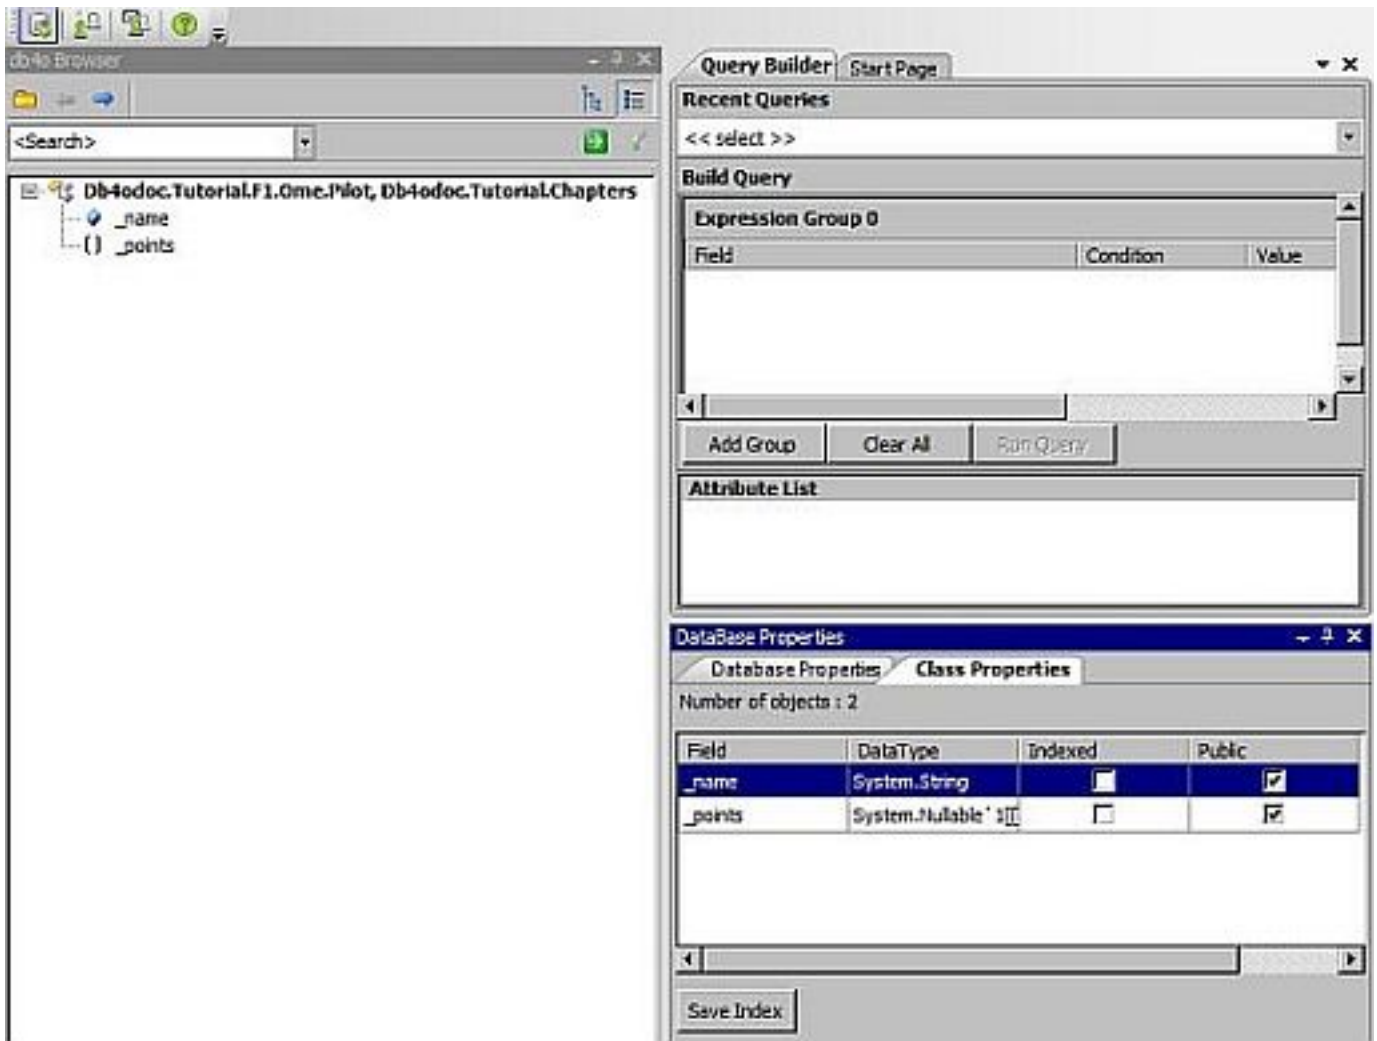 db4o Browser
<Search>
Db4odoc.Tutorial.F1.Ome.Pilot, Db4odoc.Tutorial.Chapters
_name
_points
Query Builder Start Page
Recent Queries
<< select >>
Build Query
Expression Group 0
Field Condition Value
Add Group Clear All Run Query
Attribute List
DataBase Properties
Database Properties Class Properties
Number of objects : 2
Field DataType Indexed Public
_name System.String
_points System.Nullable`1[[
Save Index